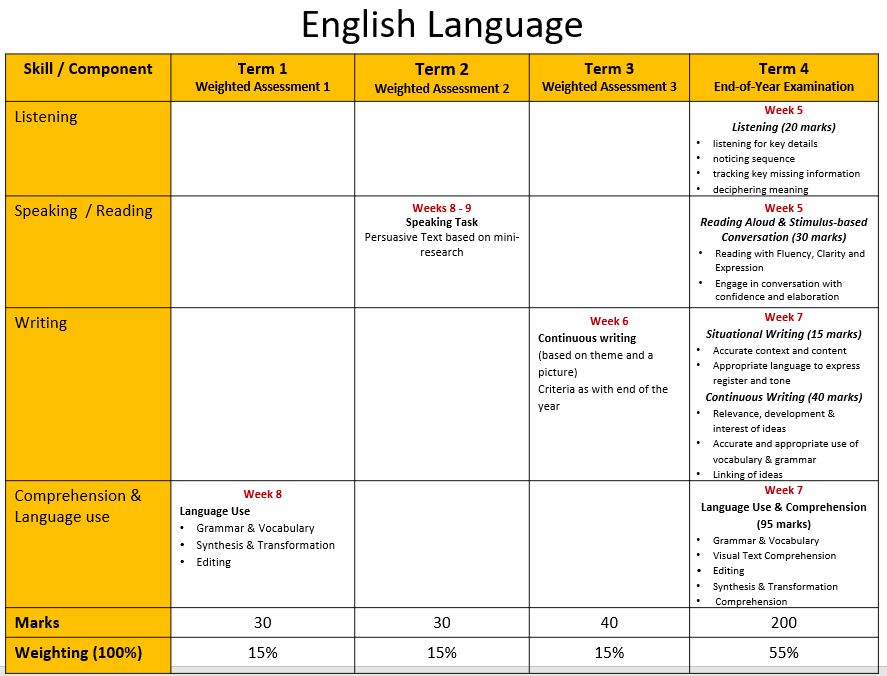 English Language
Skill / Component
Term 1
Weighted Assessment 1
Term 2
Weighted Assessment 2
Term 3
Weighted Assessment 3
Term 4
End-of-Year Examination
Listening
Week 5
Listening (20 marks)
• listening for key details
• noticing sequence
• tracking key missing information
• deciphering meaning
Speaking / Reading
Weeks 8 - 9
Speaking Task
Persuasive Text based on mini-
research
Week 5
Reading Aloud & Stimulus-based
Conversation (30 marks)
• Reading with Fluency, Clarity and
Expression
• Engage in conversation with
confidence and elaboration
Writing
Week 6
Continuous writing
(based on theme and a
picture)
Criteria as with end of the
year
Week 7
Situational Writing (15 marks)
• Accurate context and content
• Appropriate language to express
register and tone
Continuous Writing (40 marks)
• Relevance, development &
interest of ideas
• Accurate and appropriate use of
vocabulary & grammar
• Linking of ideas
Comprehension &
Language use
Week 8
Language Use
• Grammar & Vocabulary
• Synthesis & Transformation
• Editing
Week 7
Language Use & Comprehension
(95 marks)
• Grammar & Vocabulary
• Visual Text Comprehension
• Editing
• Synthesis & Transformation
• Comprehension
Marks
30
30
40
200
Weighting (100%)
15%
15%
15%
55%